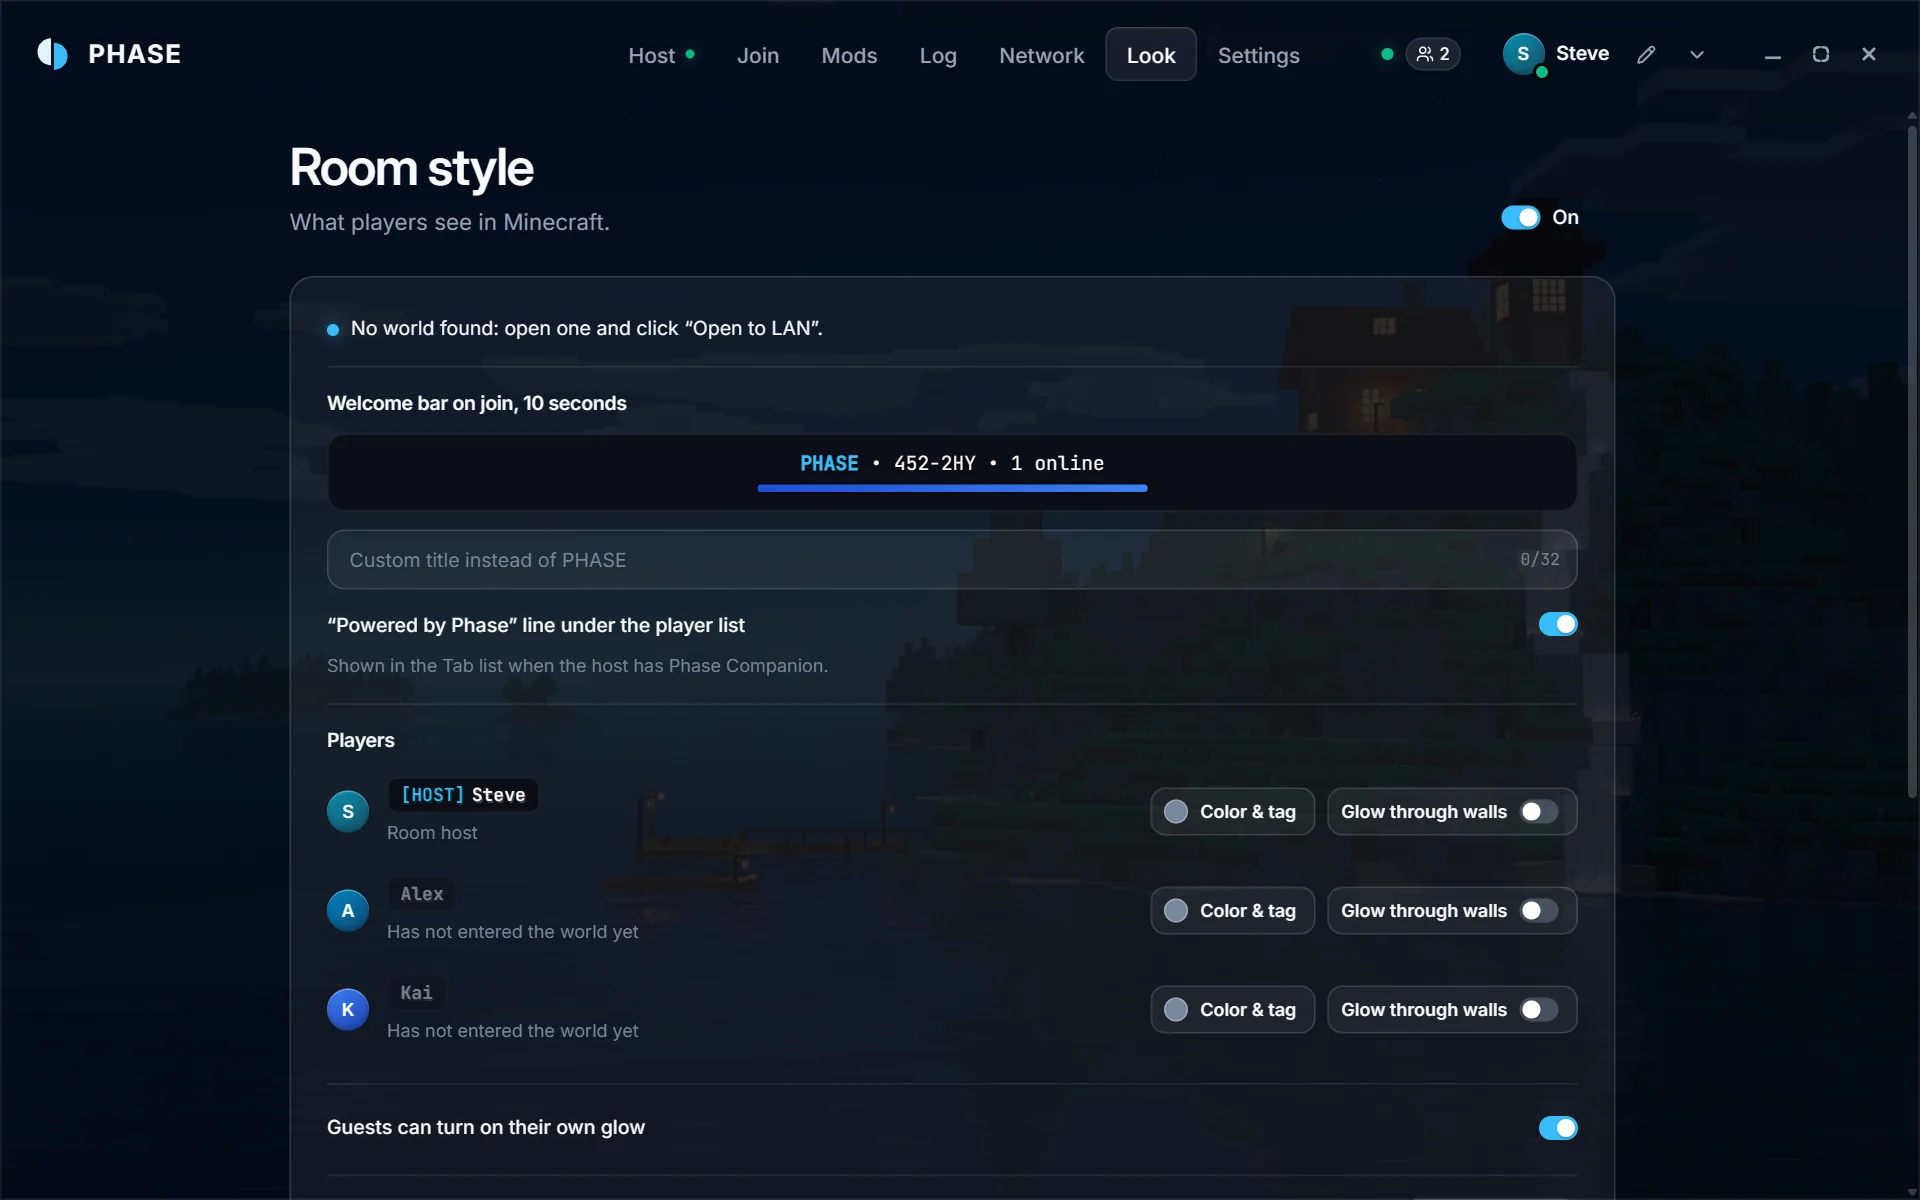 PHASE
Host
Join
Mods
Log
Network
Look
Settings
2
S
Steve
Room style
What players see in Minecraft.
On
No world found: open one and click “Open to LAN”.
Welcome bar on join, 10 seconds
PHASE • 452-2HY • 1 online
Custom title instead of PHASE
0/32
“Powered by Phase” line under the player list
Shown in the Tab list when the host has Phase Companion.
Players
S
[HOST] Steve
Room host
Color & tag
Glow through walls
A
Alex
Has not entered the world yet
Color & tag
Glow through walls
K
Kai
Has not entered the world yet
Color & tag
Glow through walls
Guests can turn on their own glow